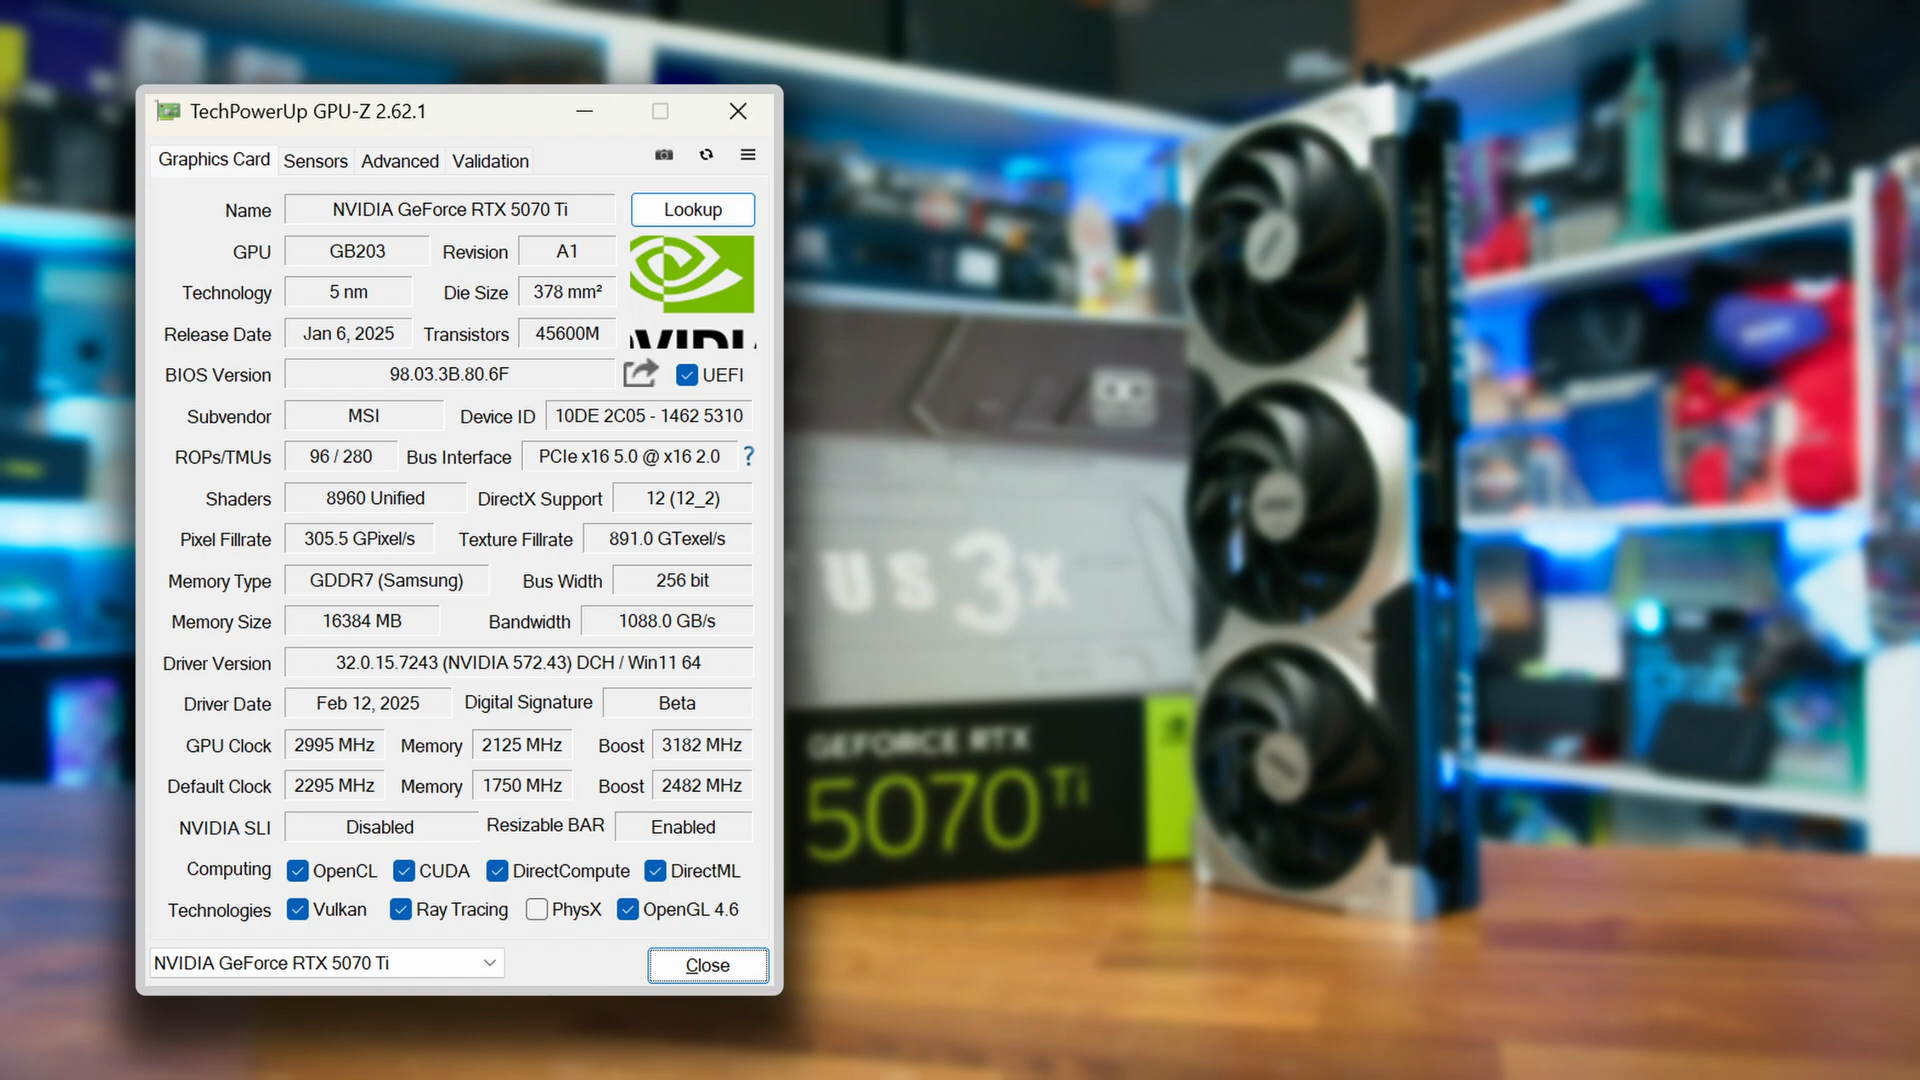 TechPowerUp GPU-Z 2.62.1
Graphics Card Sensors Advanced Validation
Name NVIDIA GeForce RTX 5070 Ti Lookup
GPU GB203 Revision A1
Technology 5 nm Die Size 378 mm²
Release Date Jan 6, 2025 Transistors 45600M
BIOS Version 98.03.3B.80.6F UEFI
Subvendor MSI Device ID 10DE 2C05 - 1462 5310
ROPs/TMUs 96 / 280 Bus Interface PCIe x16 5.0 @ x16 2.0 ?
Shaders 8960 Unified DirectX Support 12 (12_2)
Pixel Fillrate 305.5 GPixel/s Texture Fillrate 891.0 GTexel/s
Memory Type GDDR7 (Samsung) Bus Width 256 bit
Memory Size 16384 MB Bandwidth 1088.0 GB/s
Driver Version 32.0.15.7243 (NVIDIA 572.43) DCH / Win11 64
Driver Date Feb 12, 2025 Digital Signature Beta
GPU Clock 2995 MHz Memory 2125 MHz Boost 3182 MHz
Default Clock 2295 MHz Memory 1750 MHz Boost 2482 MHz
NVIDIA SLI Disabled Resizable BAR Enabled
Computing OpenCL CUDA DirectCompute DirectML
Technologies Vulkan Ray Tracing PhysX OpenGL 4.6
NVIDIA GeForce RTX 5070 Ti Close
OC
US 3X
GEFORCE RTX
5070 Ti